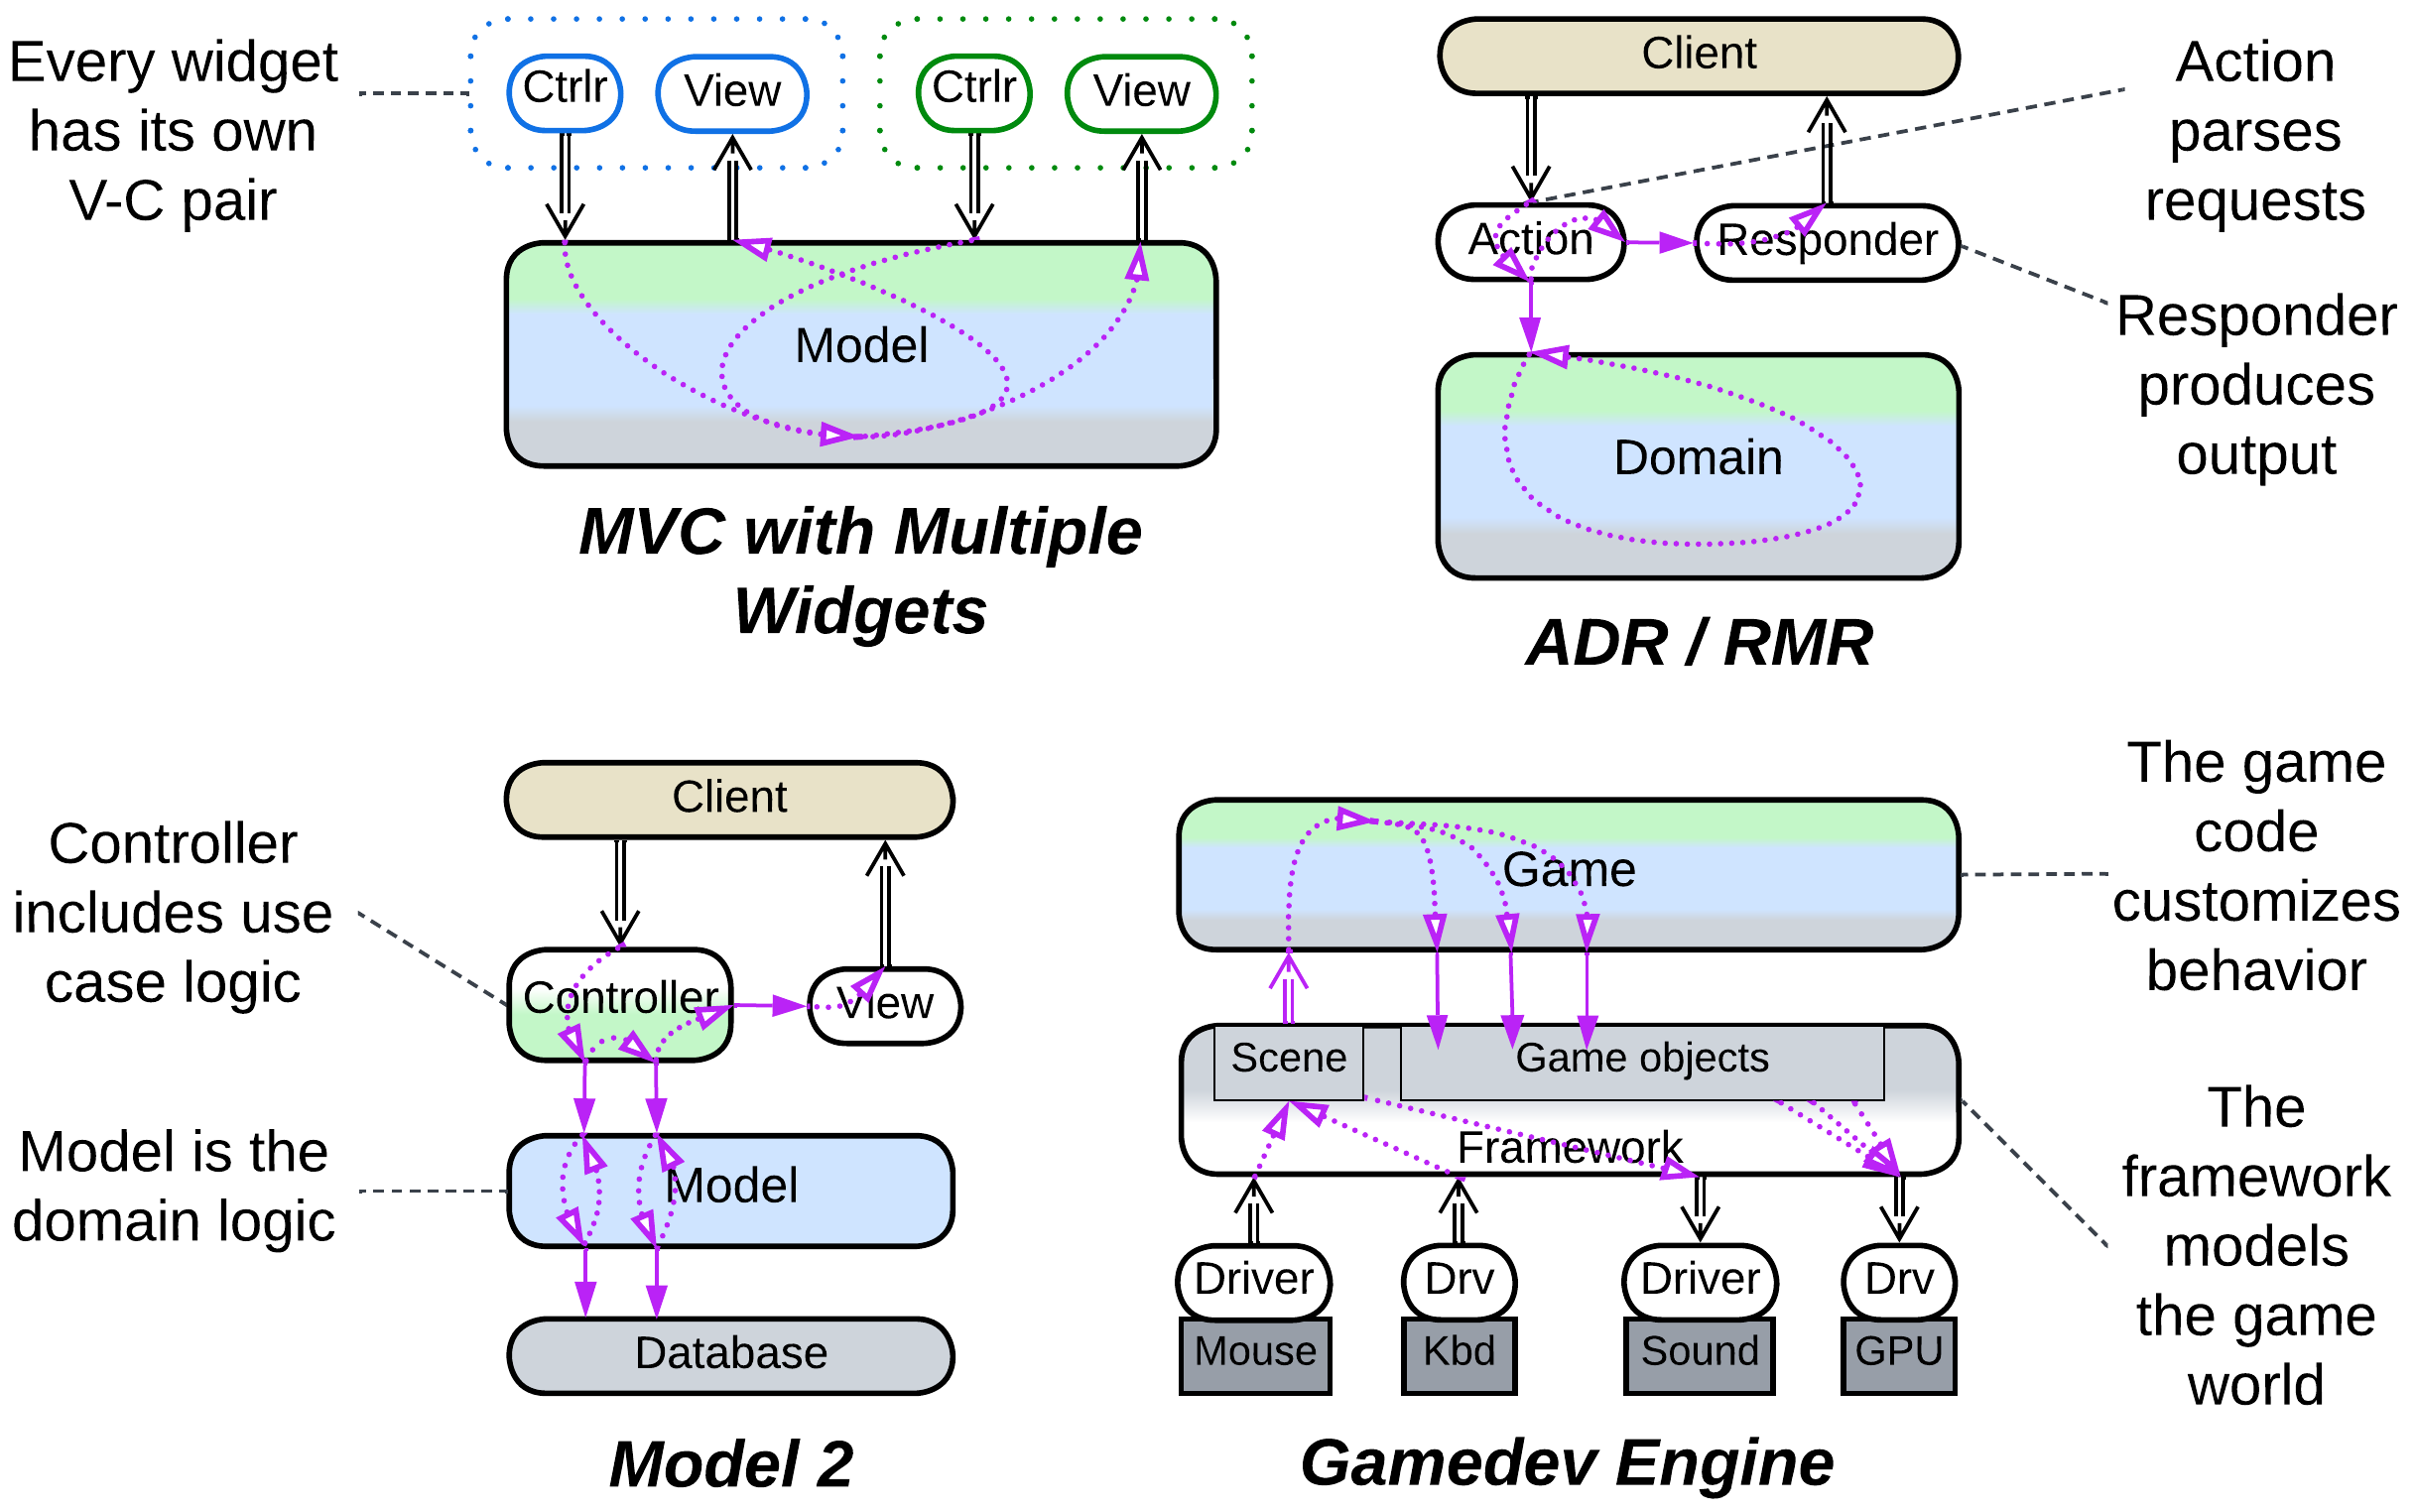 Every widget
has its own
V-C pair
Ctrlr
View
Ctrlr
View
Model
MVC with Multiple
Widgets
Client
Action
Responder
Domain
ADR / RMR
Action
parses
requests
Responder
produces
output
Controller
includes use
case logic
Model is the
domain logic
Client
Controller
View
Model
Database
Model 2
Game
Scene
Game objects
Framework
Driver
Drv
Driver
Drv
Mouse
Kbd
Sound
GPU
Gamedev Engine
The game
code
customizes
behavior
The
framework
models
the game
world